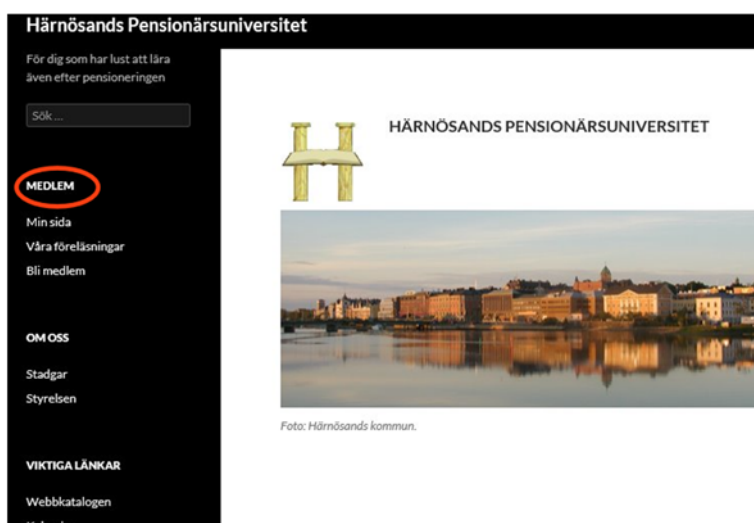 Härnösands Pensionärsuniversitet
För dig som har lust att lära
även efter pensioneringen
Sök ...
MEDLEM
Min sida
Våra föreläsningar
Bli medlem
OM OSS
Stadgar
Styrelsen
VIKTIGA LÄNKAR
Webbkatalogen
HÄRNÖSANDS PENSIONÄRSUNIVERSITET
Foto: Härnösands kommun.